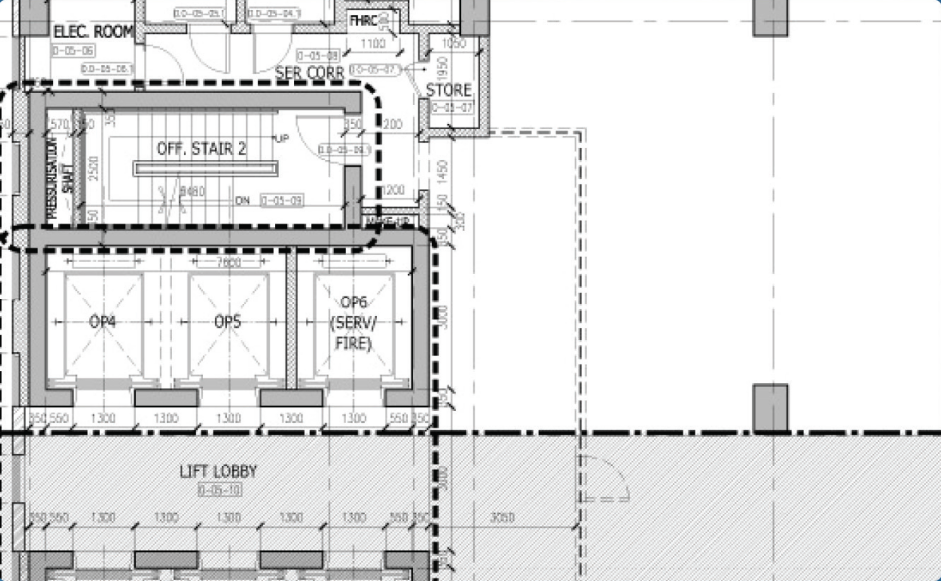 0.0-05-05.1
0.0-05-04.1
FHRC
ELEC. ROOM
0-05-06
1100
1050
0-05-08
0.0-05-06.1
SER CORR
0-05-07.1
1950
STORE
0-05-07
570
350
200
UP
OFF. STAIR 2
0.0-05-09.1
PRESSURISATION
SHAFT
2500
1450
8480
1200
DN
0-05-09
150
MAKE-UP
350
7660
OP4
OP5
OP6
(SERV/
FIRE)
3000
350 550 1300 1300 1300 1300 1300 550 350
LIFT LOBBY
0-05-10
3000
350 550 1300 1300 1300 1300 1300 550 350
3050